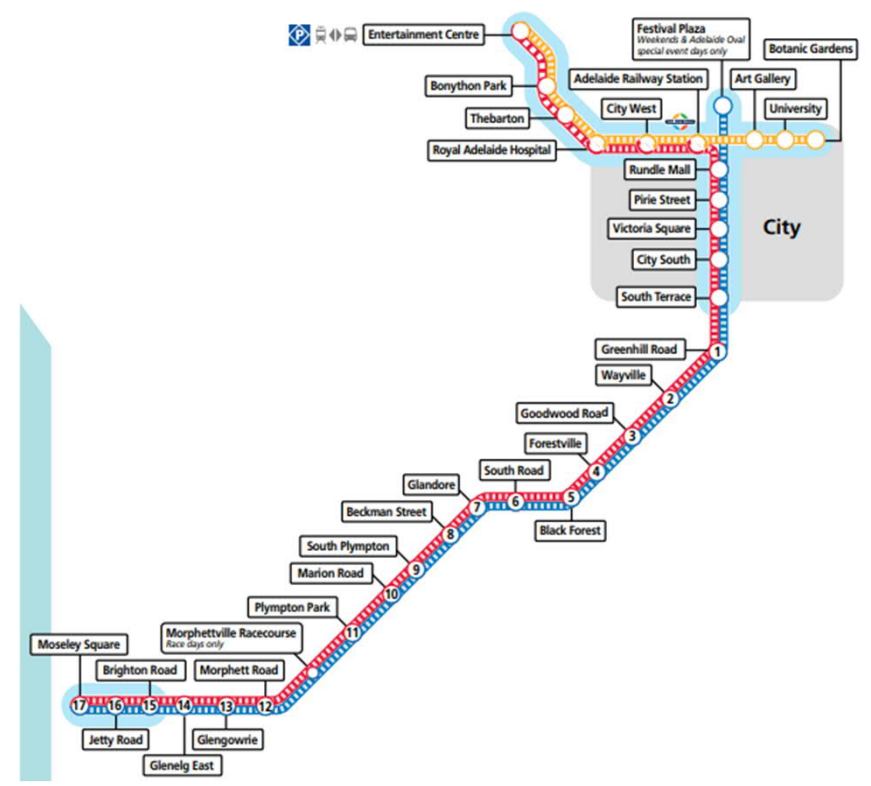 P
Entertainment Centre
Festival Plaza
Weekends & Adelaide Oval
special event days only
Botanic Gardens
Bonython Park
Adelaide Railway Station
Art Gallery
Thebarton
City West
University
Royal Adelaide Hospital
Rundle Mall
Pirie Street
Victoria Square
City
City South
South Terrace
Greenhill Road
1
Wayville
2
Goodwood Road
3
Forestville
4
South Road
5
6
Black Forest
Glandore
7
Beckman Street
8
South Plympton
9
Marion Road
10
Plympton Park
11
Morphettville Racecourse
Race days only
Moseley Square
Brighton Road
Morphett Road
17
16
15
14
13
12
Jetty Road
Glengowrie
Glenelg East